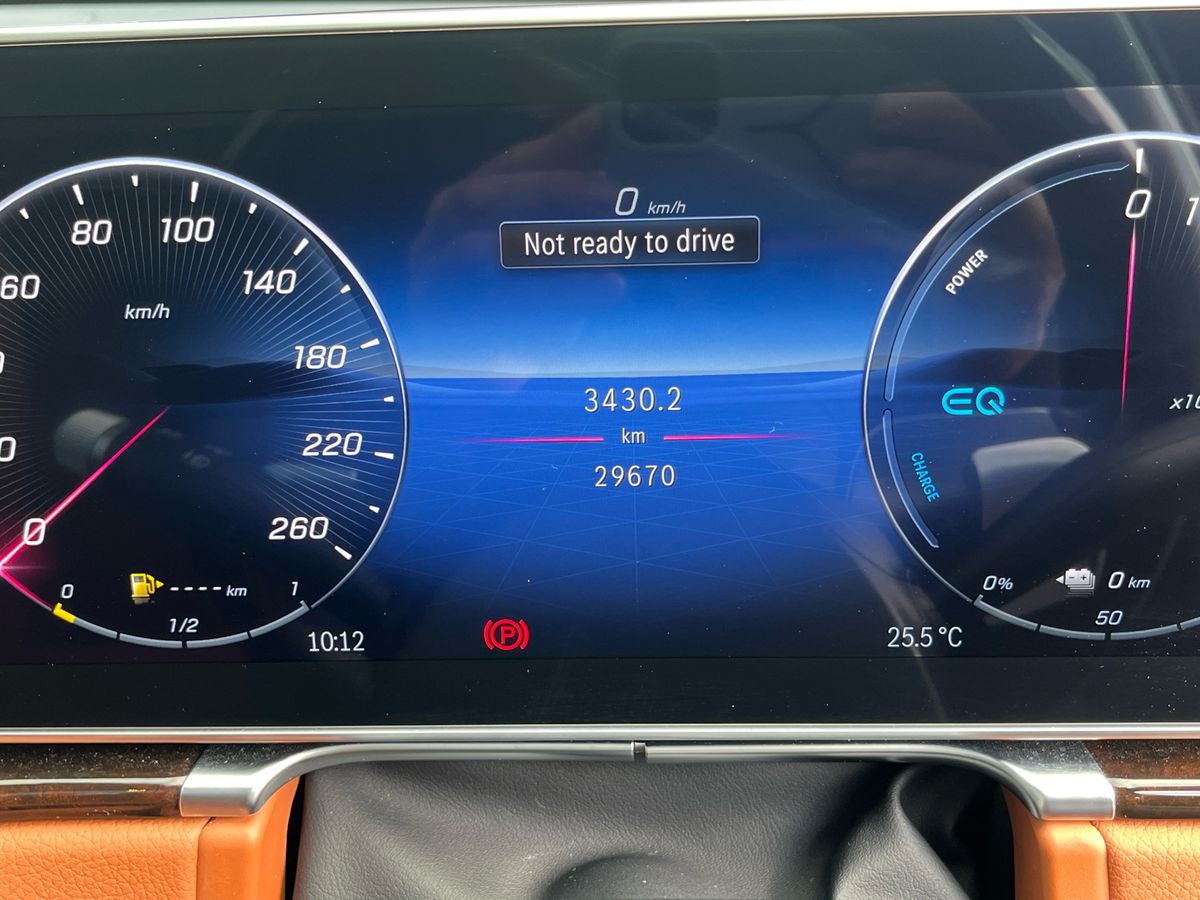 0 km/h
Not ready to drive
80
100
60
140
km/h
180
220
260
0
0
1/2
1
---- km
10:12
3430.2
km
29670
P
0
POWER
EQ
x10
CHARGE
0%
50
0 km
25.5 °C